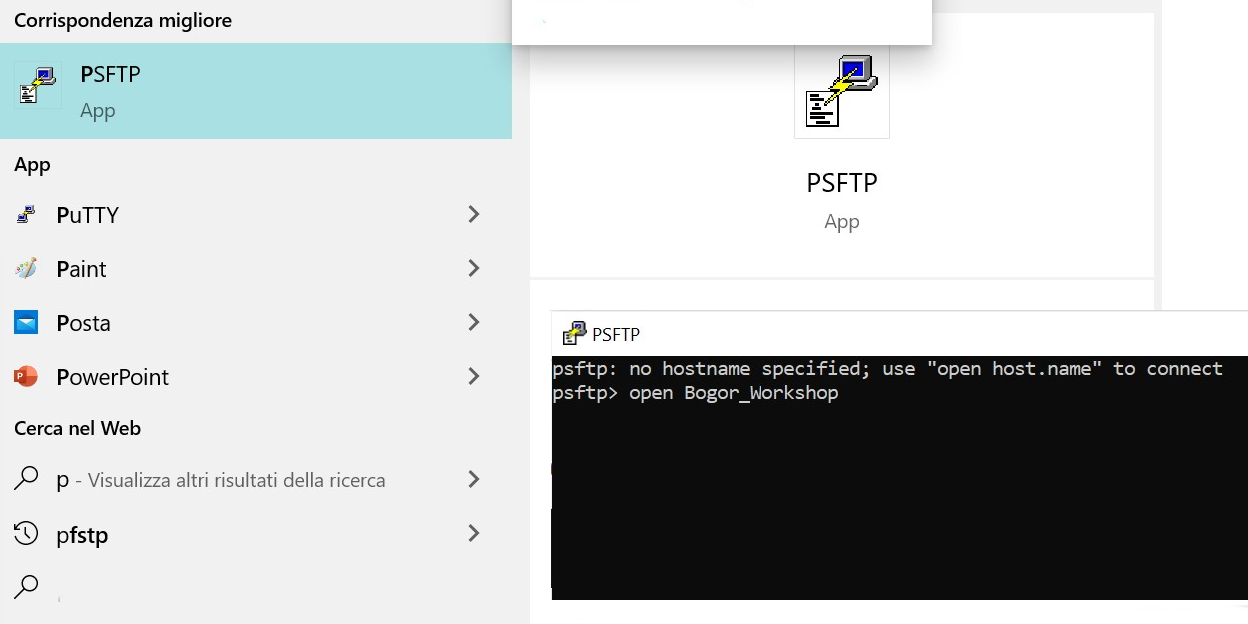 Corrispondenza migliore
PSFTP
App
App
PuTTY
Paint
Posta
PowerPoint
Cerca nel Web
p - Visualizza altri risultati della ricerca
pfstp
PSFTP
App
PSFTP
psftp: no hostname specified; use "open host.name" to connect
psftp> open Bogor_Workshop